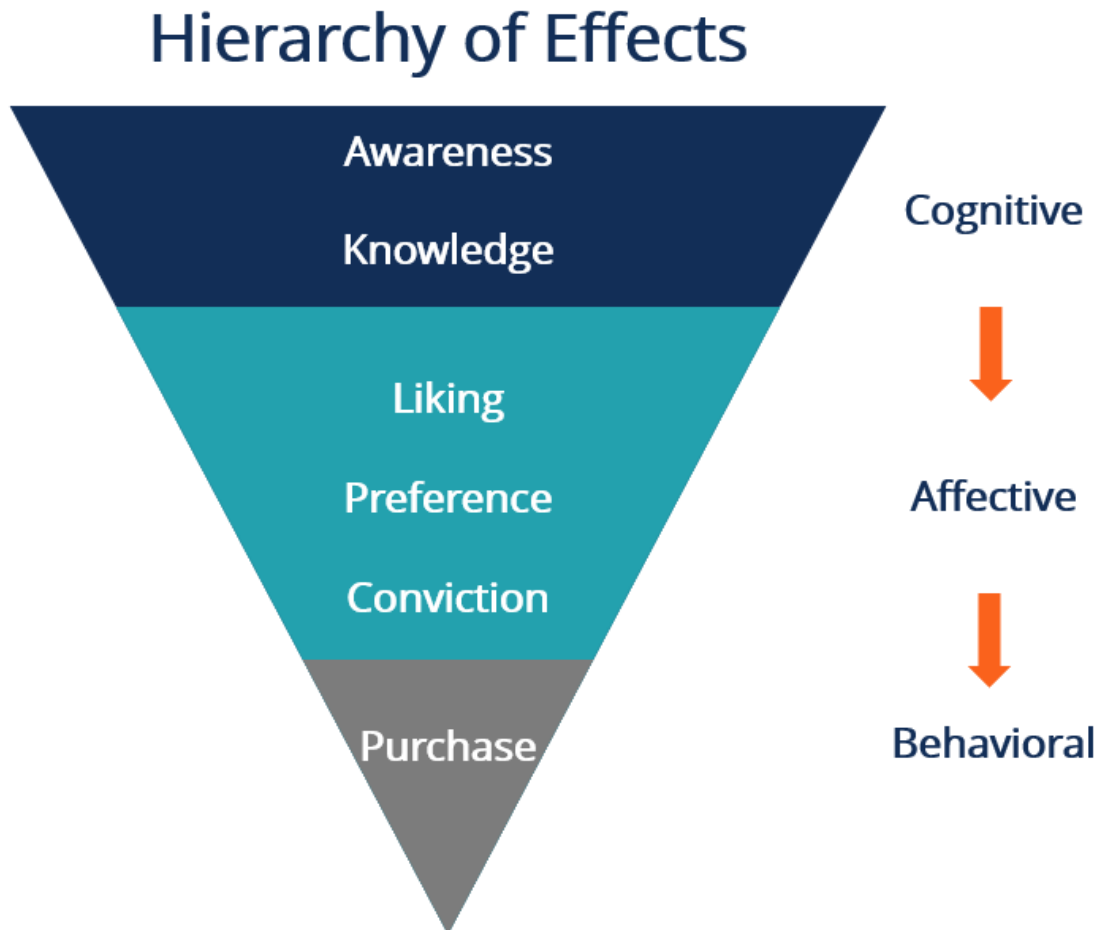 Hierarchy of Effects
Awareness
Cognitive
Knowledge
Liking
Preference
Affective
Conviction
Purchase
Behavioral